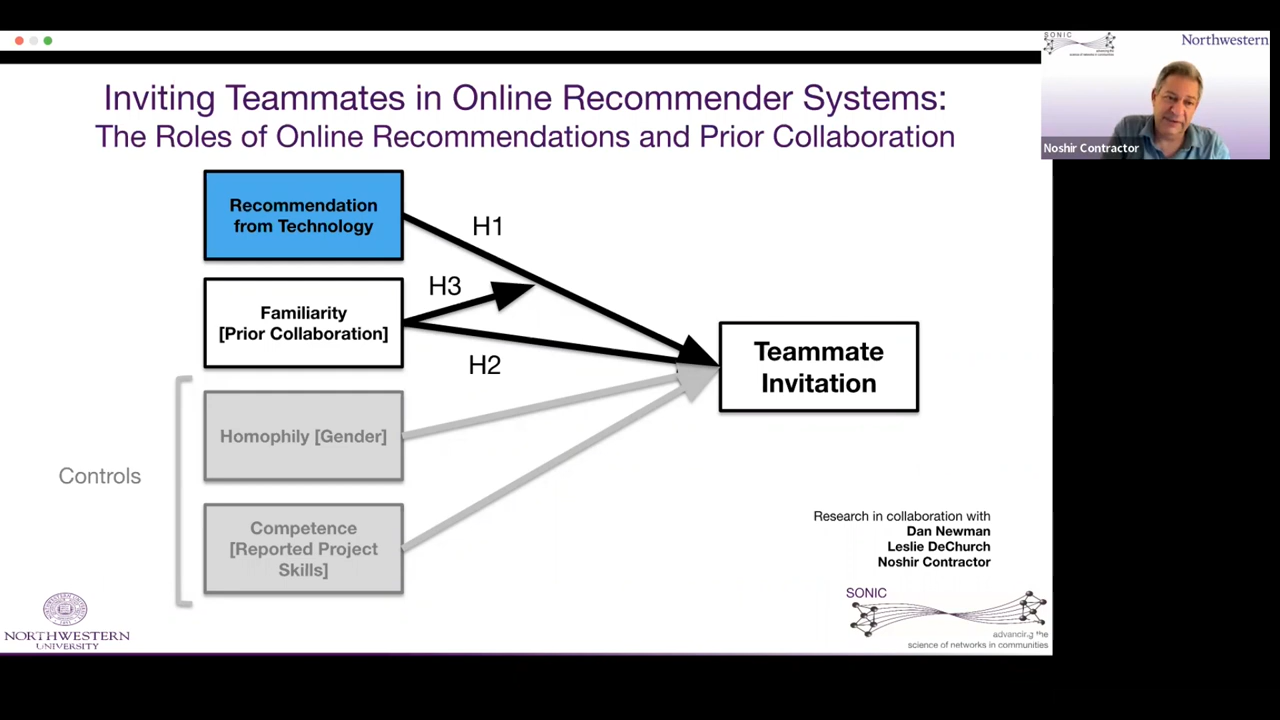 SONIC
Northwestern
Noshir Contractor
Inviting Teammates in Online Recommender Systems:
The Roles of Online Recommendations and Prior Collaboration
Recommendation
from Technology
H1
H3
Familiarity
[Prior Collaboration]
H2
Teammate
Invitation
Homophily [Gender]
Controls
Competence
[Reported Project
Skills]
Research in collaboration with
Dan Newman
Leslie DeChurch
Noshir Contractor
SONIC
advancing the
science of networks in communities
NORTHWESTERN
UNIVERSITY